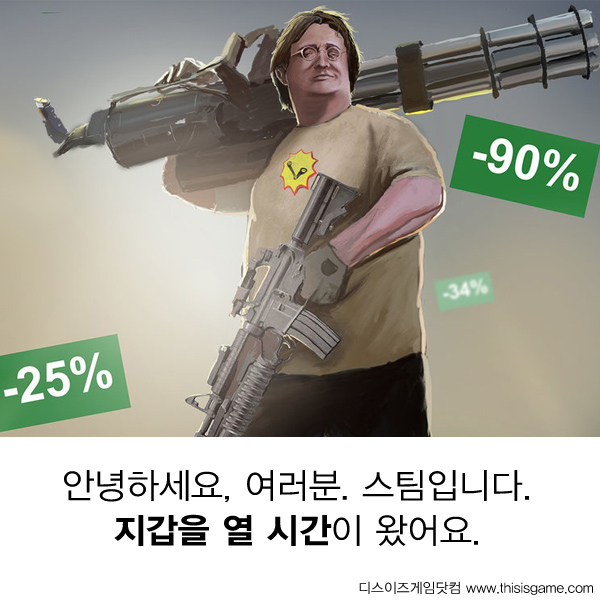 -90%
-34%
-25%
안녕하세요, 여러분. 스팀입니다.
지갑을 열 시간이 왔어요.
디스이즈게임닷컴 www.thisisgame.com